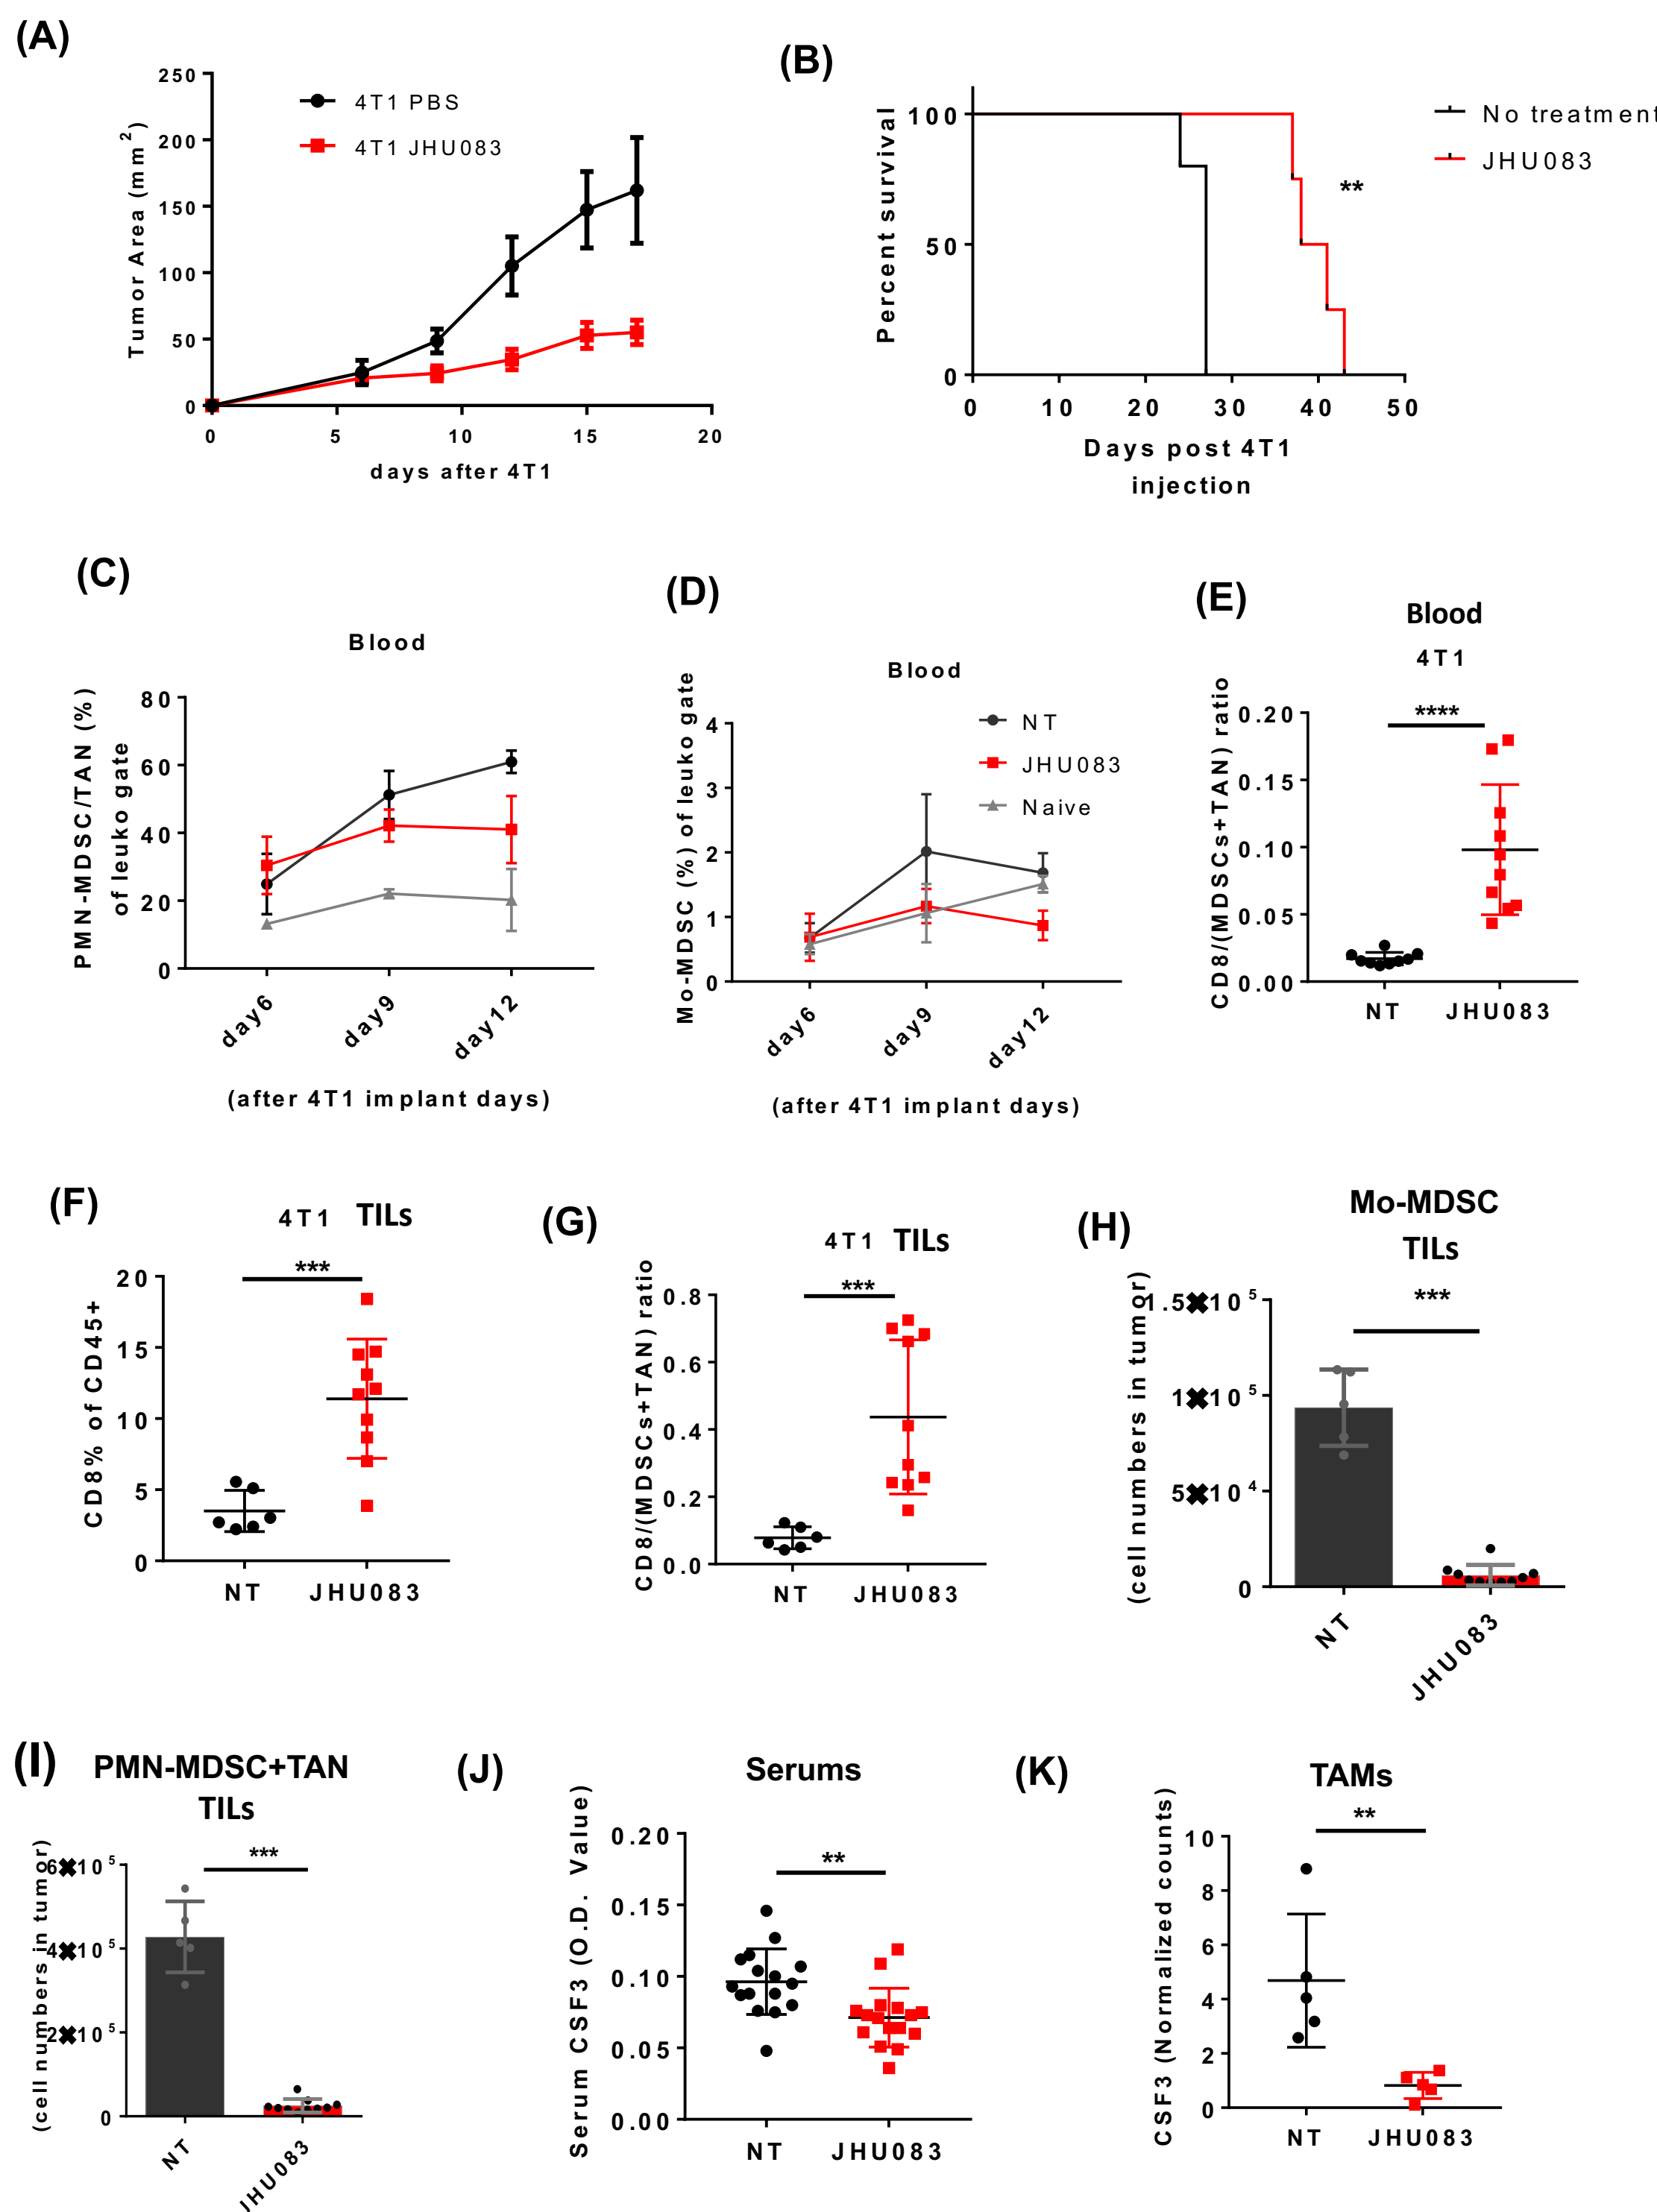 (A)
250
200
150
100
50
0
Tumor Area (mm2)
4T1 PBS
4T1 JHU083
0 5 10 15 20
days after 4T1
(B)
100
50
0
Percent survival
No treatment
JHU083
**
0 10 20 30 40 50
Days post 4T1
injection
(C)
Blood
PMN-MDSC/TAN (%)
of leuko gate
80
60
40
20
0
day6 day9 day12
(after 4T1 implant days)
(D)
Blood
Mo-MDSC (%) of leuko gate
4
3
2
1
0
NT
JHU083
Naive
day6 day9 day12
(after 4T1 implant days)
(E)
Blood
4T1
****
CD8/(MDSCs+TAN) ratio
0.20
0.15
0.10
0.05
0.00
NT JHU083
(F)
4T1 TILs
***
CD8% of CD45+
20
15
10
5
0
NT JHU083
(G)
4T1 TILs
***
CD8/(MDSCs+TAN) ratio
0.8
0.6
0.4
0.2
0.0
NT JHU083
(H)
Mo-MDSC
TILs
***
(cell numbers in tumor)
1.5✖10 5
1✖10 5
5✖10 4
0
NT JHU083
(I)
PMN-MDSC+TAN
TILs
***
(cell numbers in tumor)
6✖10 5
4✖10 5
2✖10 5
0
NT JHU083
(J)
Serums
**
Serum CSF3 (O.D. Value)
0.20
0.15
0.10
0.05
0.00
NT JHU083
(K)
TAMs
**
CSF3 (Normalized counts)
10
8
6
4
2
0
NT JHU083